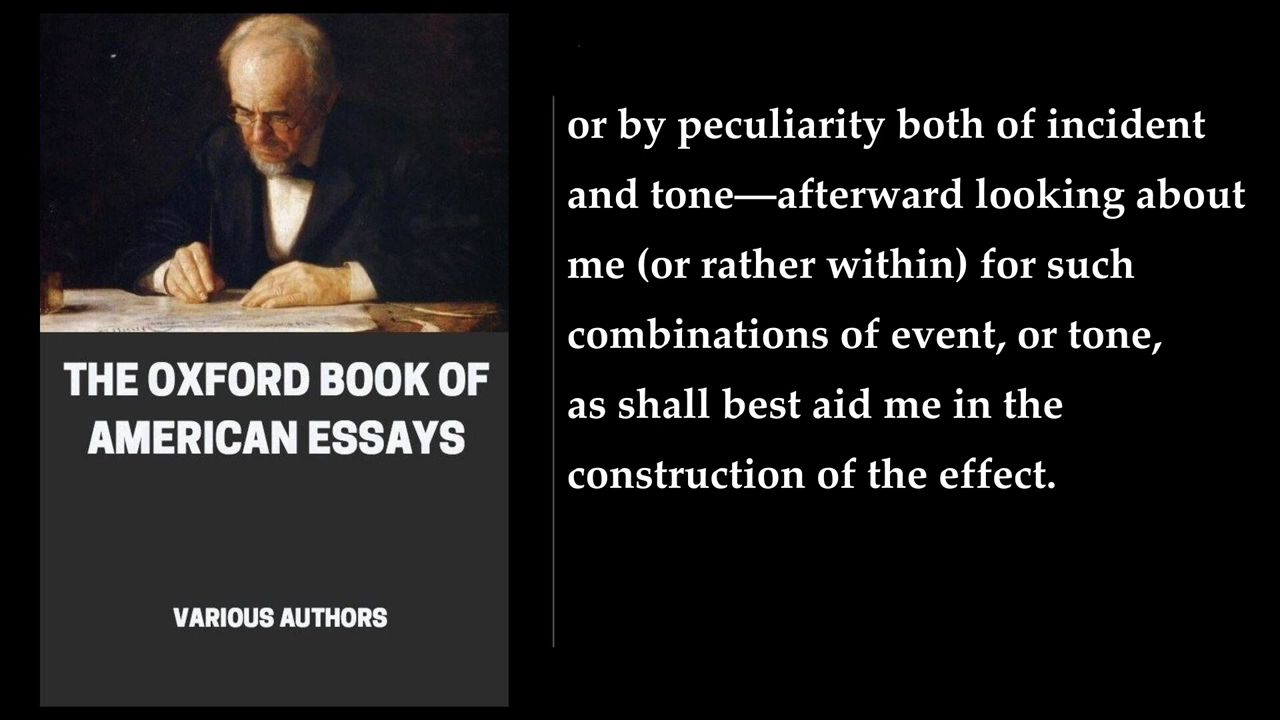 THE OXFORD BOOK OF
AMERICAN ESSAYS
VARIOUS AUTHORS
or by peculiarity both of incident
and tone—afterward looking about
me (or rather within) for such
combinations of event, or tone,
as shall best aid me in the
construction of the effect.